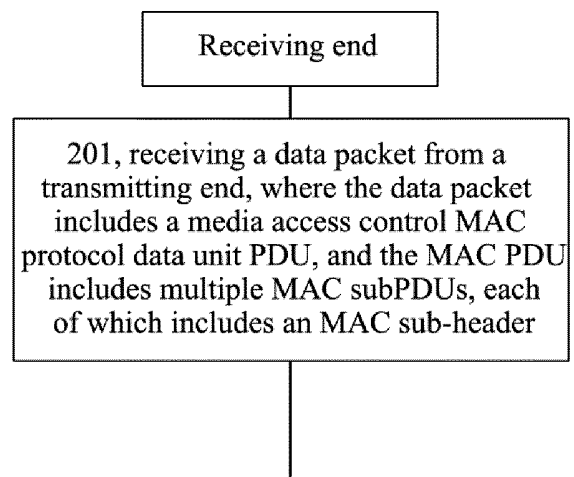 Receiving end
201, receiving a data packet from a
transmitting end, where the data packet
includes a media access control MAC
protocol data unit PDU, and the MAC PDU
includes multiple MAC subPDUs, each
of which includes an MAC sub-header